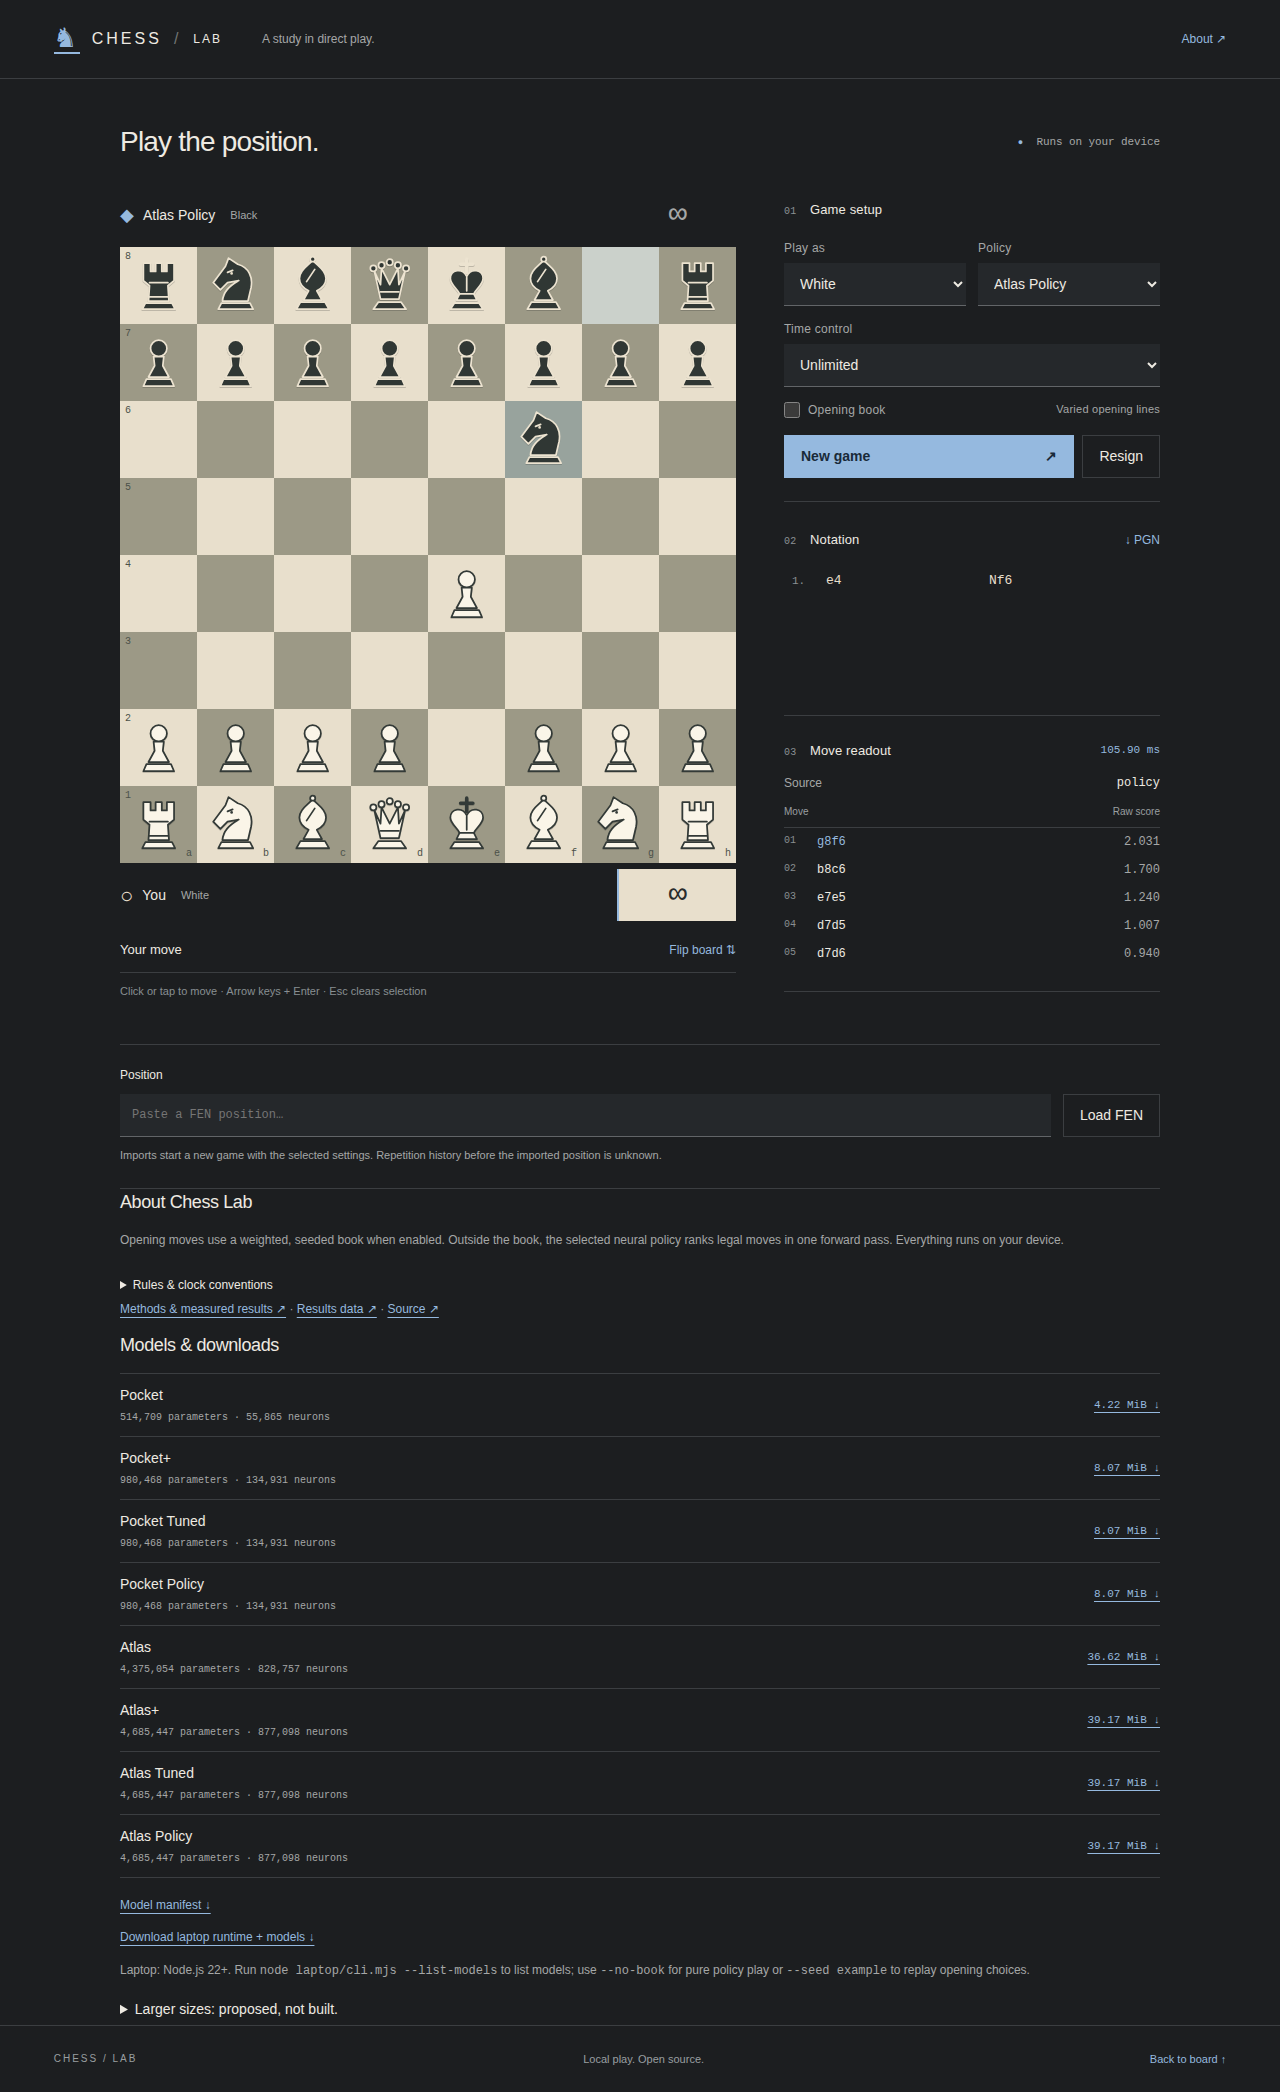 CHESS / LAB A study in direct play. About ↗
Play the position. • Runs on your device
◆ Atlas Policy Black ∞
8
7
6
5
4
3
2
1
a b c d e f g h
○ You White ∞
Your move Flip board ⇅
Click or tap to move · Arrow keys + Enter · Esc clears selection
01 Game setup
Play as Policy
White Atlas Policy
Time control
Unlimited
Opening book Varied opening lines
New game ↗ Resign
02 Notation ↓ PGN
1. e4 Nf6
03 Move readout 105.90 ms
Source policy
Move Raw score
01 g8f6 2.031
02 b8c6 1.700
03 e7e5 1.240
04 d7d5 1.007
05 d7d6 0.940
Position
Paste a FEN position… Load FEN
Imports start a new game with the selected settings. Repetition history before the imported position is unknown.
About Chess Lab
Opening moves use a weighted, seeded book when enabled. Outside the book, the selected neural policy ranks legal moves in one forward pass. Everything runs on your device.
▶ Rules & clock conventions
Methods & measured results ↗ · Results data ↗ · Source ↗
Models & downloads
Pocket
514,709 parameters · 55,865 neurons 4.22 MiB ↓
Pocket+
980,468 parameters · 134,931 neurons 8.07 MiB ↓
Pocket Tuned
980,468 parameters · 134,931 neurons 8.07 MiB ↓
Pocket Policy
980,468 parameters · 134,931 neurons 8.07 MiB ↓
Atlas
4,375,054 parameters · 828,757 neurons 36.62 MiB ↓
Atlas+
4,685,447 parameters · 877,098 neurons 39.17 MiB ↓
Atlas Tuned
4,685,447 parameters · 877,098 neurons 39.17 MiB ↓
Atlas Policy
4,685,447 parameters · 877,098 neurons 39.17 MiB ↓
Model manifest ↓
Download laptop runtime + models ↓
Laptop: Node.js 22+. Run node laptop/cli.mjs --list-models to list models; use --no-book for pure policy play or --seed example to replay opening choices.
▶ Larger sizes: proposed, not built.
CHESS / LAB Local play. Open source. Back to board ↑